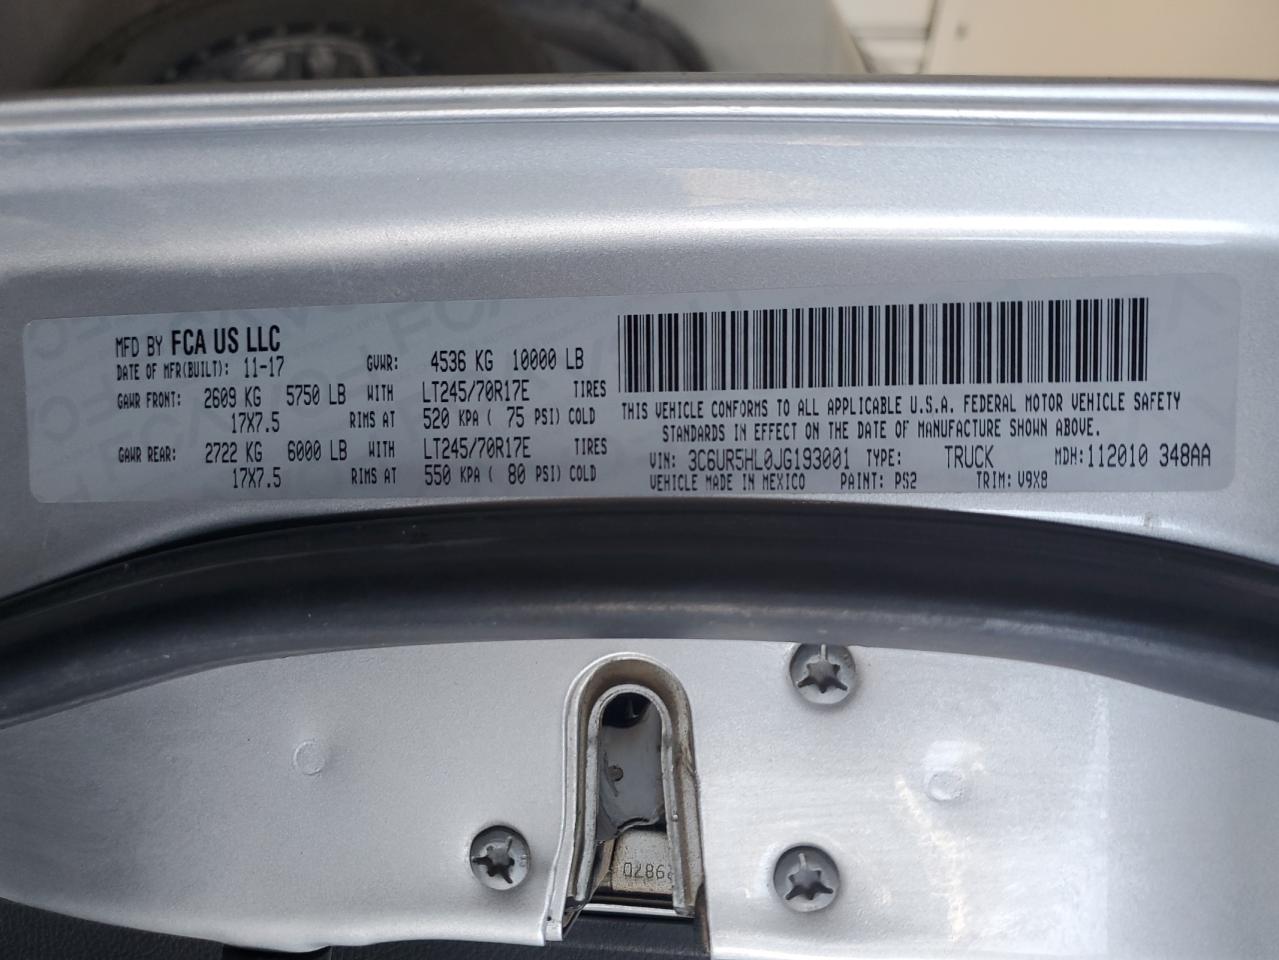 MFD BY FCA US LLC
DATE OF MFR(BUILT): 11-17 GVWR: 4536 KG 10000 LB
GAWR FRONT: 2609 KG 5750 LB WITH LT245/70R17E TIRES
17X7.5 RIMS AT 520 KPA ( 75 PSI) COLD
GAWR REAR: 2722 KG 6000 LB WITH LT245/70R17E TIRES
17X7.5 RIMS AT 550 KPA ( 80 PSI) COLD
THIS VEHICLE CONFORMS TO ALL APPLICABLE U.S.A. FEDERAL MOTOR VEHICLE SAFETY
STANDARDS IN EFFECT ON THE DATE OF MANUFACTURE SHOWN ABOVE.
VIN: 3C6UR5HL0JG193001 TYPE: TRUCK MDH:112010 348AA
VEHICLE MADE IN MEXICO PAINT: PS2 TRIM: V9X8